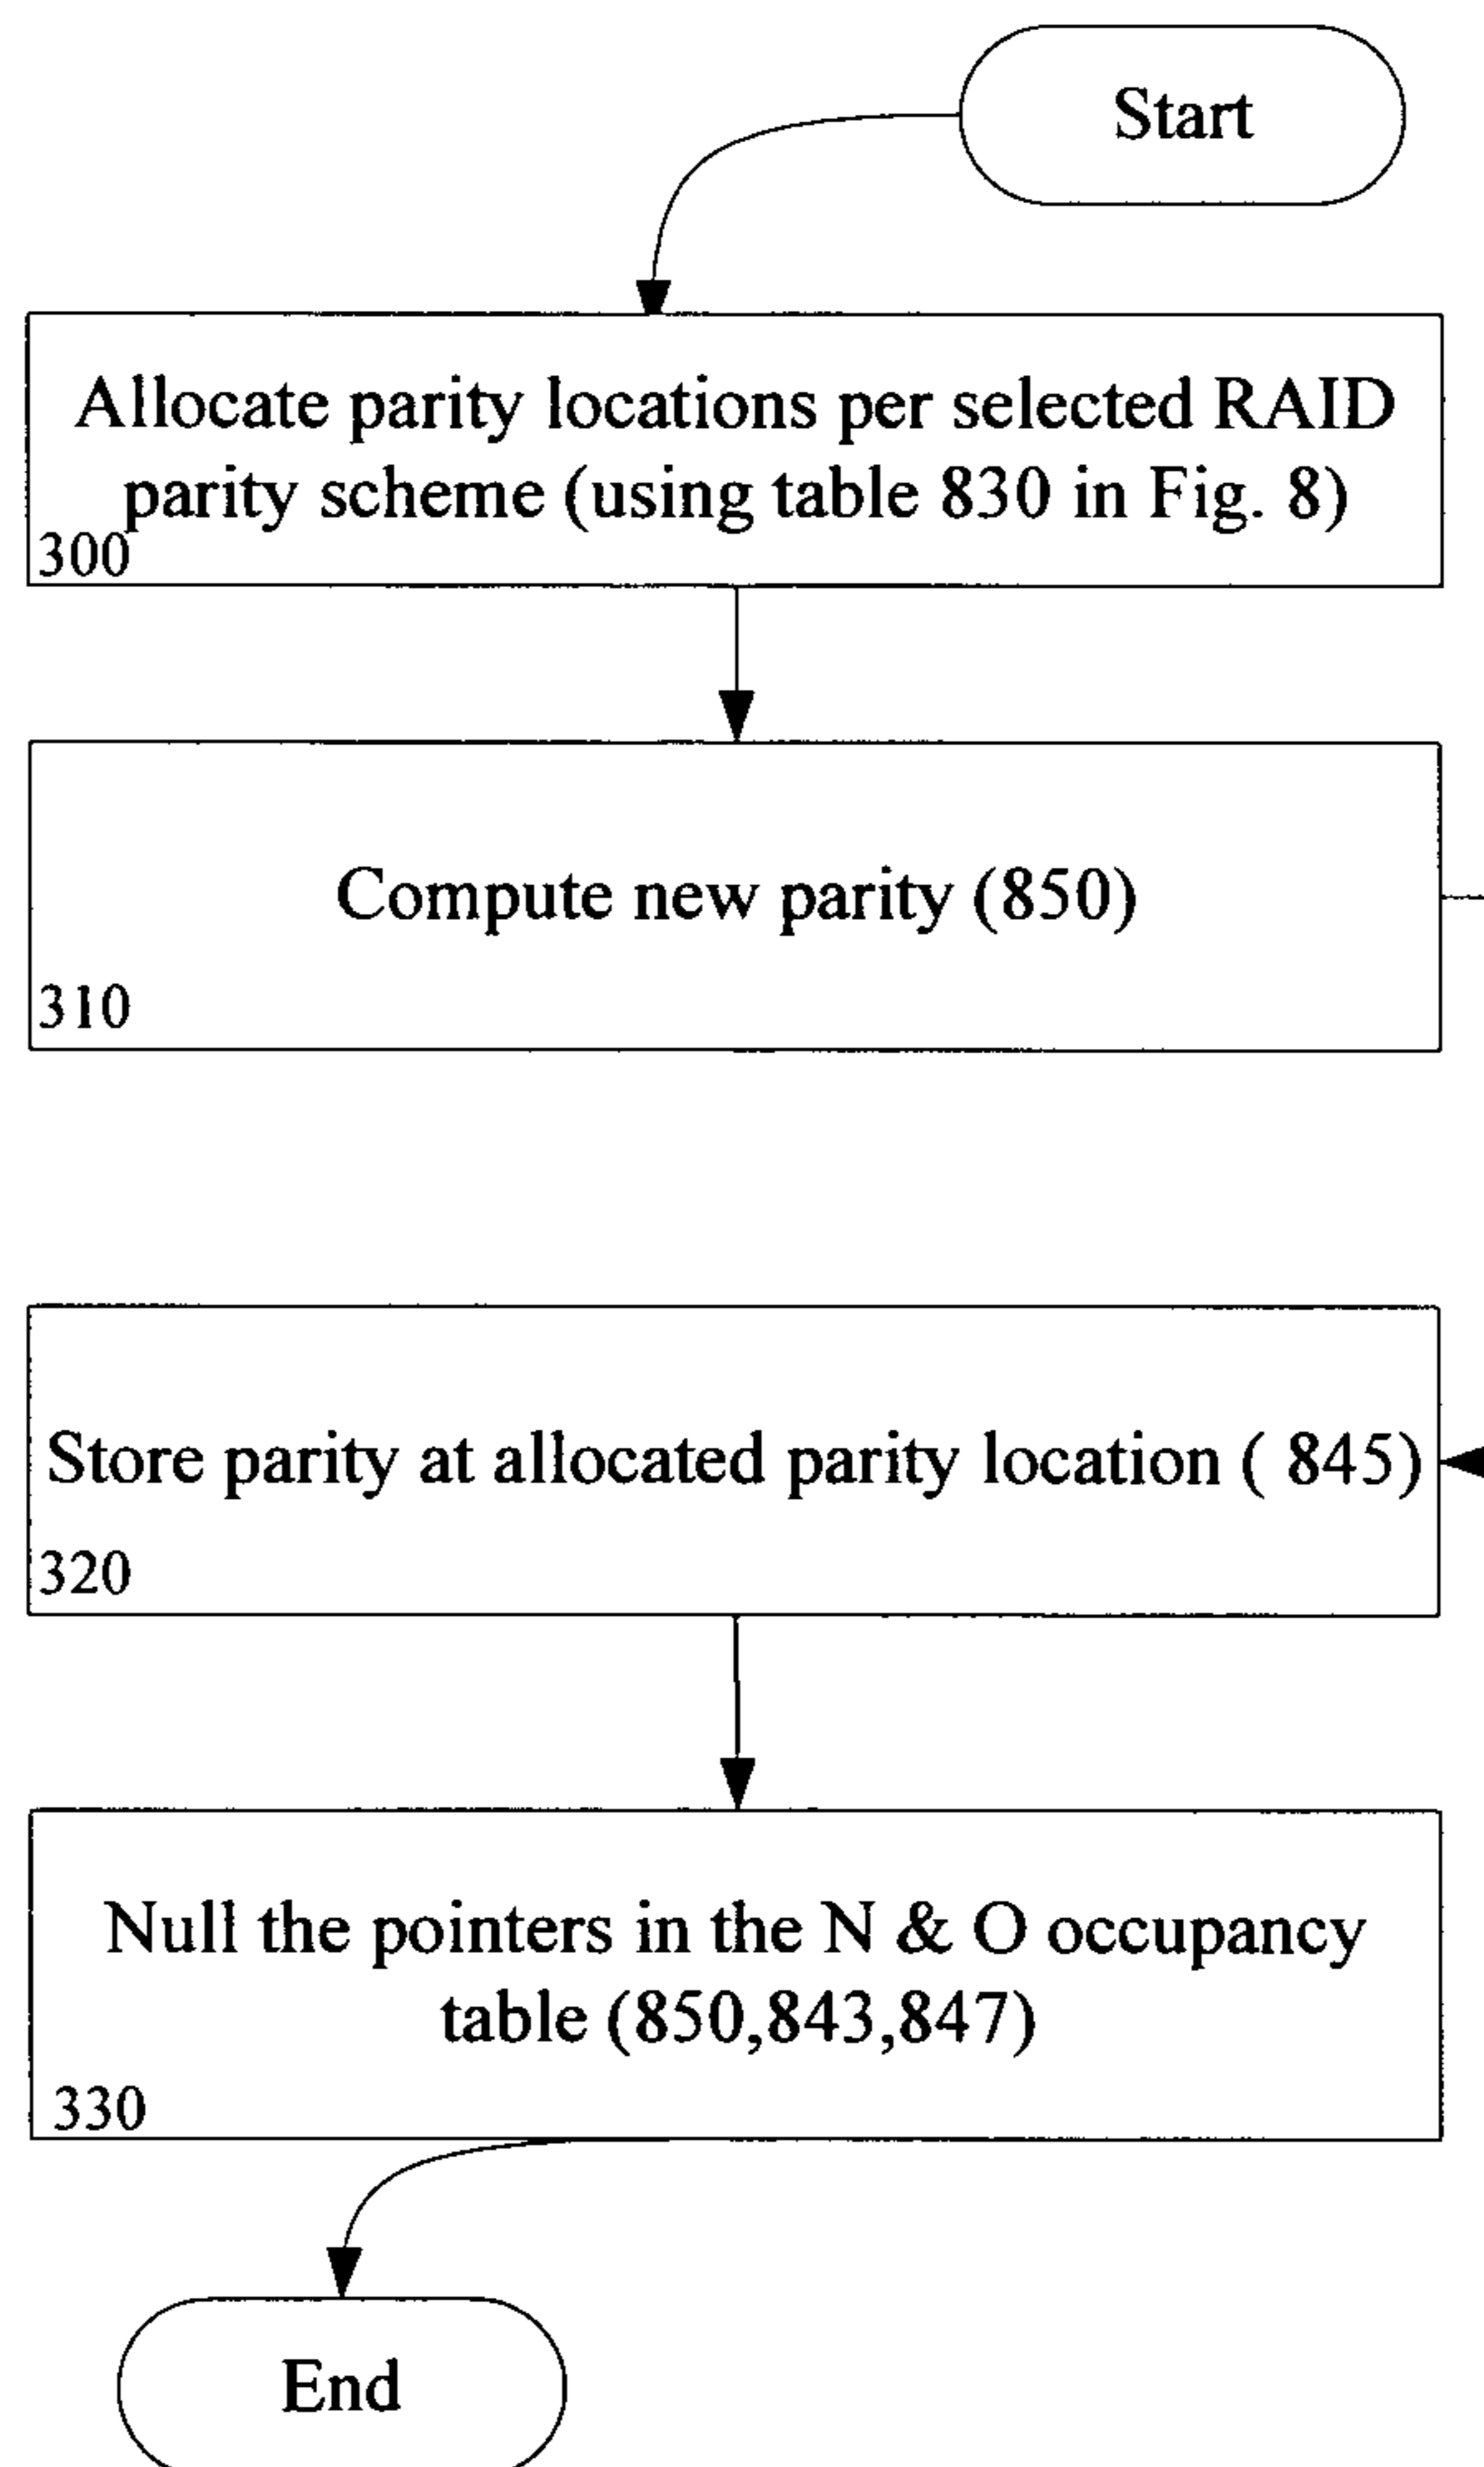 Start
Allocate parity locations per selected RAID
parity scheme (using table 830 in Fig. 8)
300
Compute new parity (850)
310
Store parity at allocated parity location ( 845)
320
Null the pointers in the N & O occupancy
table (850,843,847)
330
End